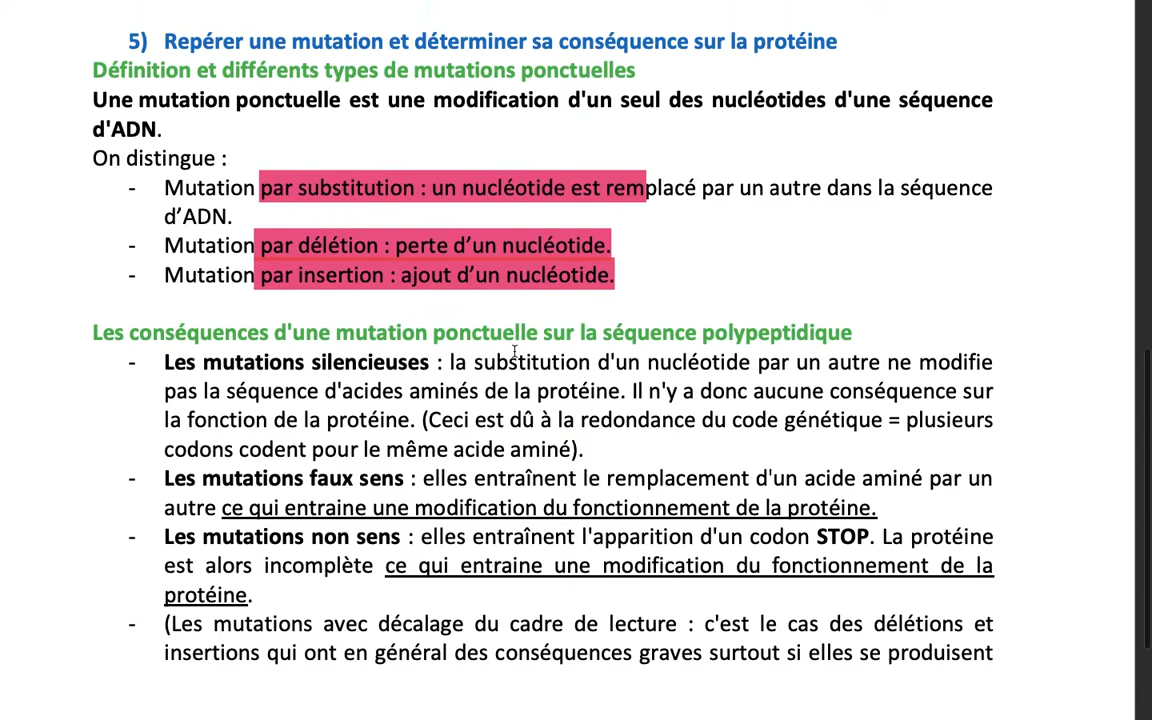 5) Repérer une mutation et déterminer sa conséquence sur la protéine
Définition et différents types de mutations ponctuelles
Une mutation ponctuelle est une modification d'un seul des nucléotides d'une séquence
d'ADN.
On distingue :
- Mutation par substitution : un nucléotide est remplacé par un autre dans la séquence
d'ADN.
- Mutation par délétion : perte d'un nucléotide.
- Mutation par insertion : ajout d'un nucléotide.
Les conséquences d'une mutation ponctuelle sur la séquence polypeptidique
- Les mutations silencieuses : la substitution d'un nucléotide par un autre ne modifie
pas la séquence d'acides aminés de la protéine. Il n'y a donc aucune conséquence sur
la fonction de la protéine. (Ceci est dû à la redondance du code génétique = plusieurs
codons codent pour le même acide aminé).
- Les mutations faux sens : elles entraînent le remplacement d'un acide aminé par un
autre ce qui entraine une modification du fonctionnement de la protéine.
- Les mutations non sens : elles entraînent l'apparition d'un codon STOP. La protéine
est alors incomplète ce qui entraine une modification du fonctionnement de la
protéine.
- (Les mutations avec décalage du cadre de lecture : c'est le cas des délétions et
insertions qui ont en général des conséquences graves surtout si elles se produisent